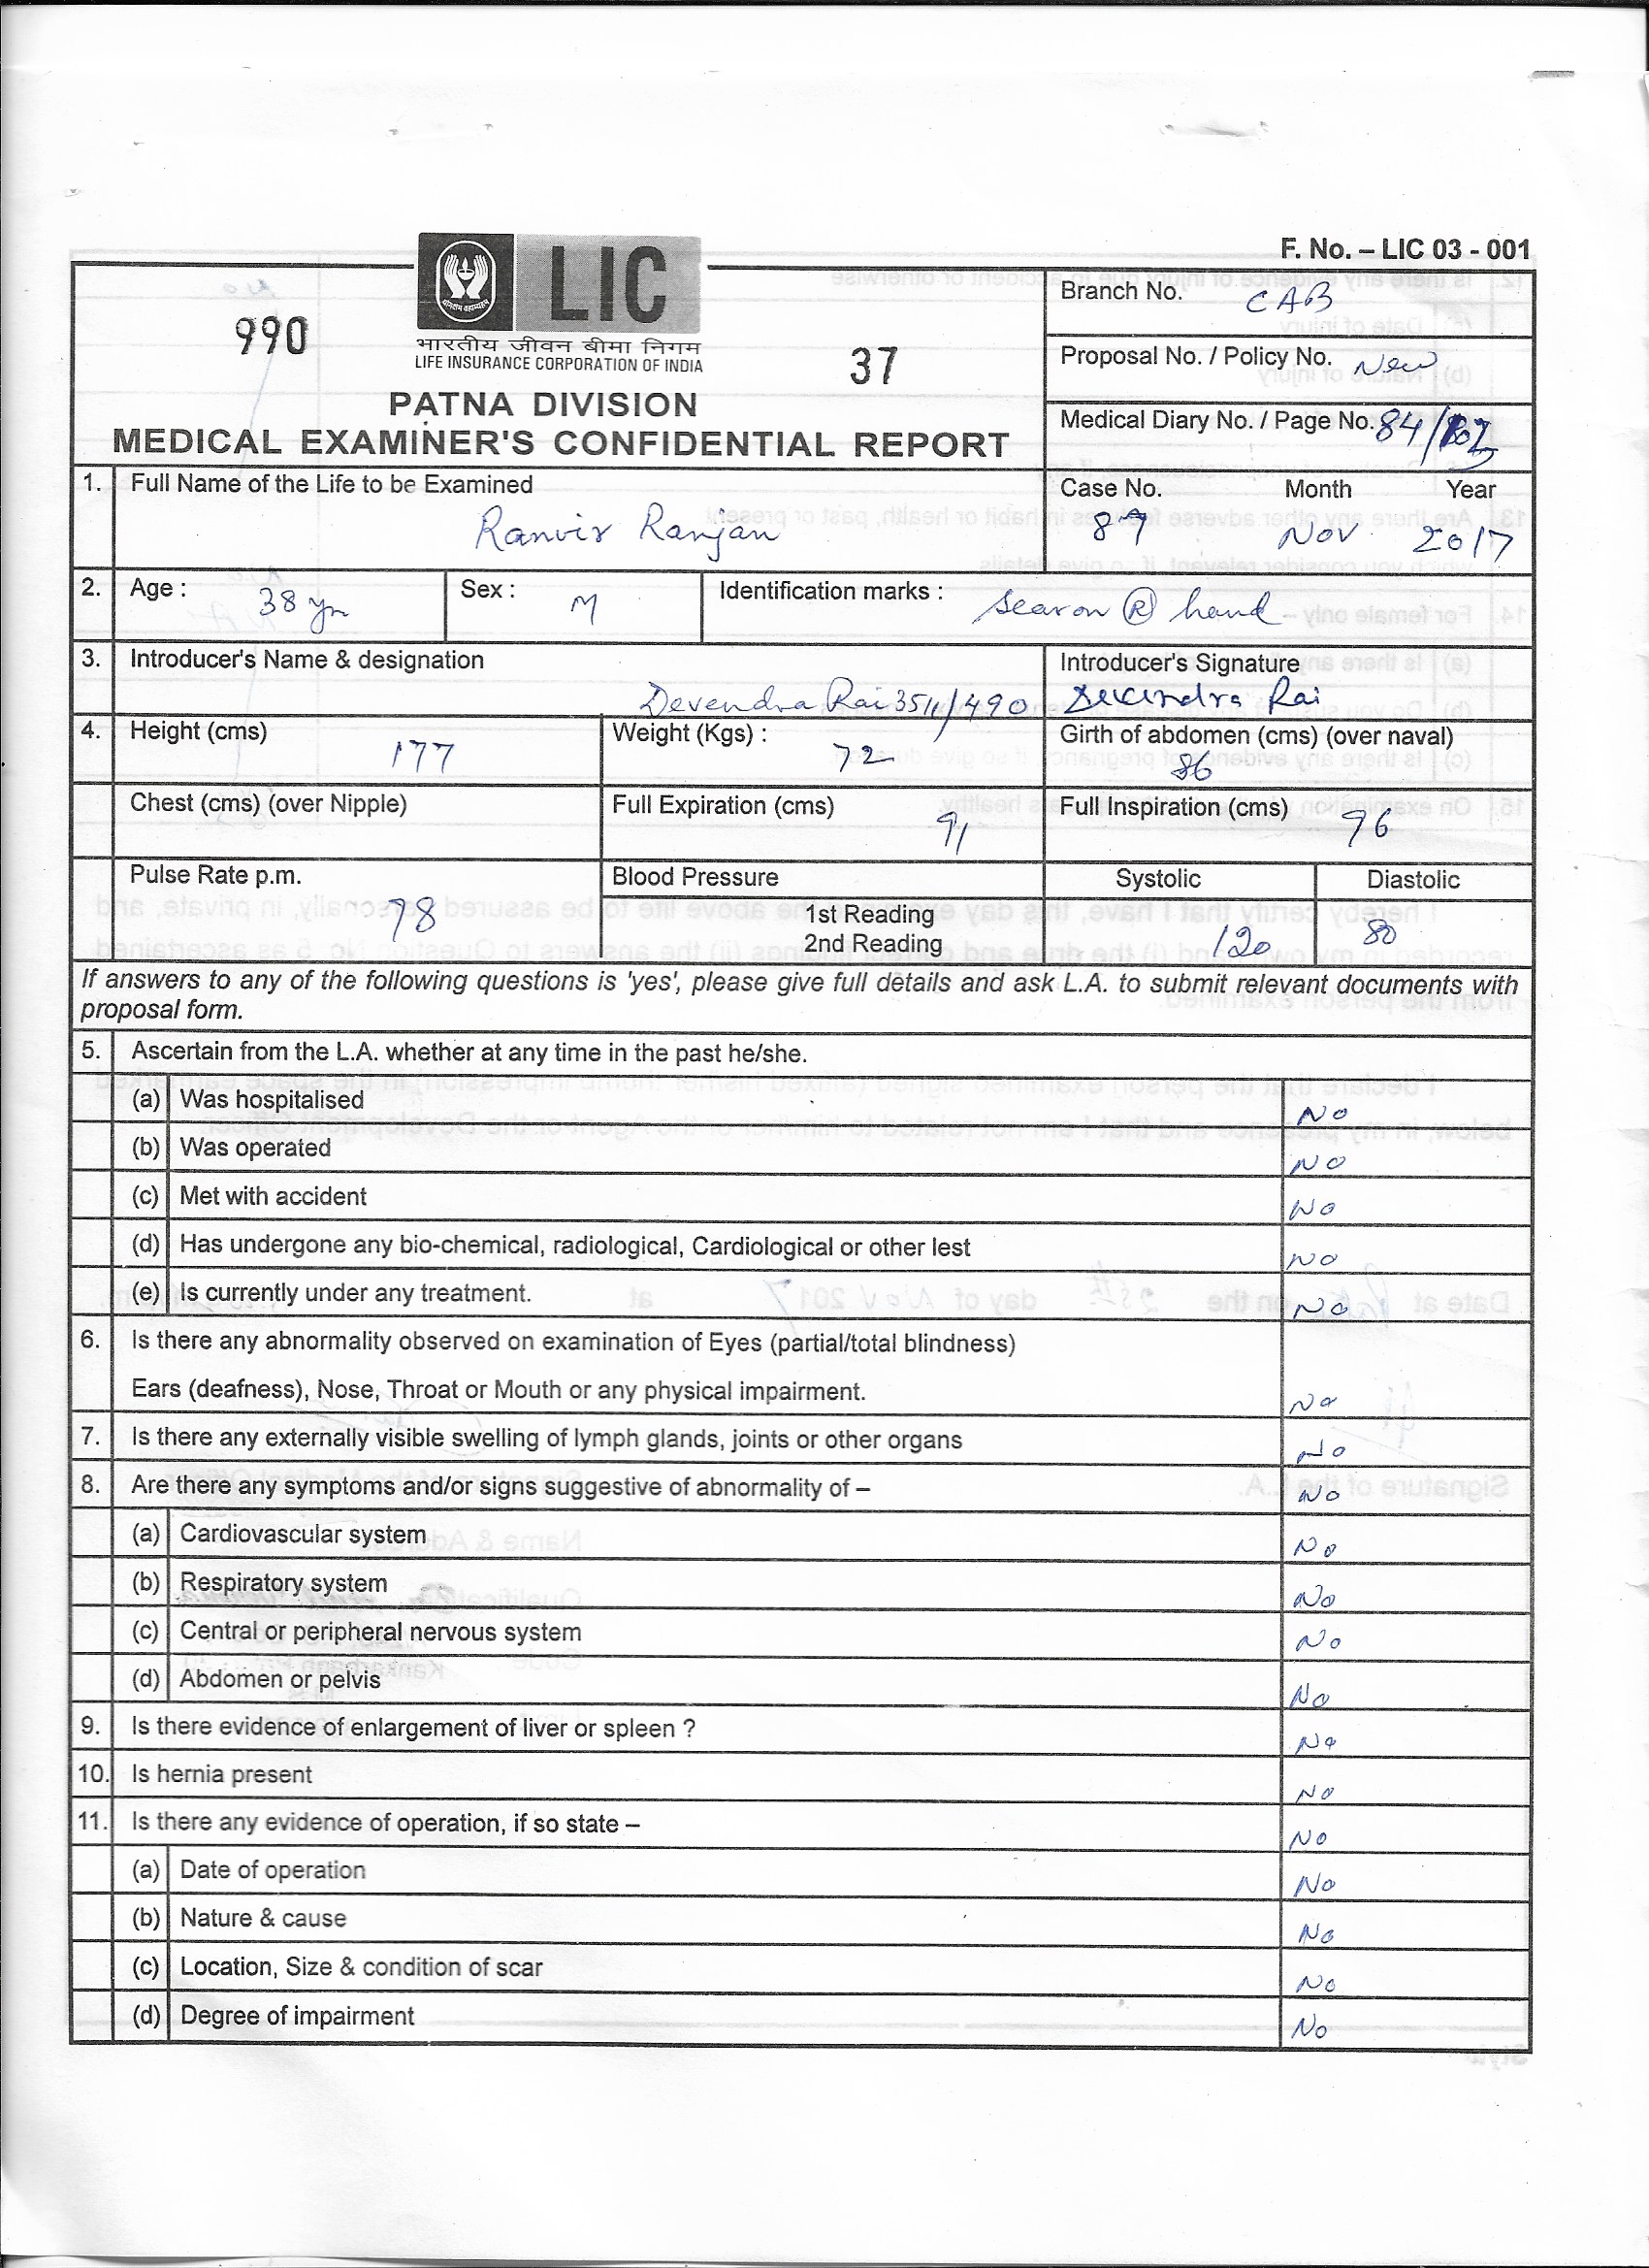 F. No. – LIC 03 - 001
LIC
भारतीय जीवन बीमा निगम
LIFE INSURANCE CORPORATION OF INDIA
990
37
PATNA DIVISION
MEDICAL EXAMINER'S CONFIDENTIAL REPORT
Branch No. CAB
Proposal No. / Policy No. New
Medical Diary No. / Page No. 84/
1. Full Name of the Life to be Examined
Ranvir Ranjan
Case No. Month Year
87 Nov 2017
2. Age : 38 yrs Sex : M Identification marks : Scar on R hand
3. Introducer's Name & designation Introducer's Signature
Devendra Rai 3511/490 Devendra Rai
4. Height (cms) 177 Weight (Kgs) : 72 Girth of abdomen (cms) (over naval) 86
Chest (cms) (over Nipple) Full Expiration (cms) 91 Full Inspiration (cms) 96
Pulse Rate p.m. 78 Blood Pressure Systolic Diastolic
1st Reading
2nd Reading 120 80
If answers to any of the following questions is 'yes', please give full details and ask L.A. to submit relevant documents with
proposal form.
5. Ascertain from the L.A. whether at any time in the past he/she.
(a) Was hospitalised No
(b) Was operated No
(c) Met with accident No
(d) Has undergone any bio-chemical, radiological, Cardiological or other lest No
(e) Is currently under any treatment. No
6. Is there any abnormality observed on examination of Eyes (partial/total blindness)
Ears (deafness), Nose, Throat or Mouth or any physical impairment. No
7. Is there any externally visible swelling of lymph glands, joints or other organs No
8. Are there any symptoms and/or signs suggestive of abnormality of – No
(a) Cardiovascular system No
(b) Respiratory system No
(c) Central or peripheral nervous system No
(d) Abdomen or pelvis No
9. Is there evidence of enlargement of liver or spleen ? No
10. Is hernia present No
11. Is there any evidence of operation, if so state – No
(a) Date of operation No
(b) Nature & cause No
(c) Location, Size & condition of scar No
(d) Degree of impairment No